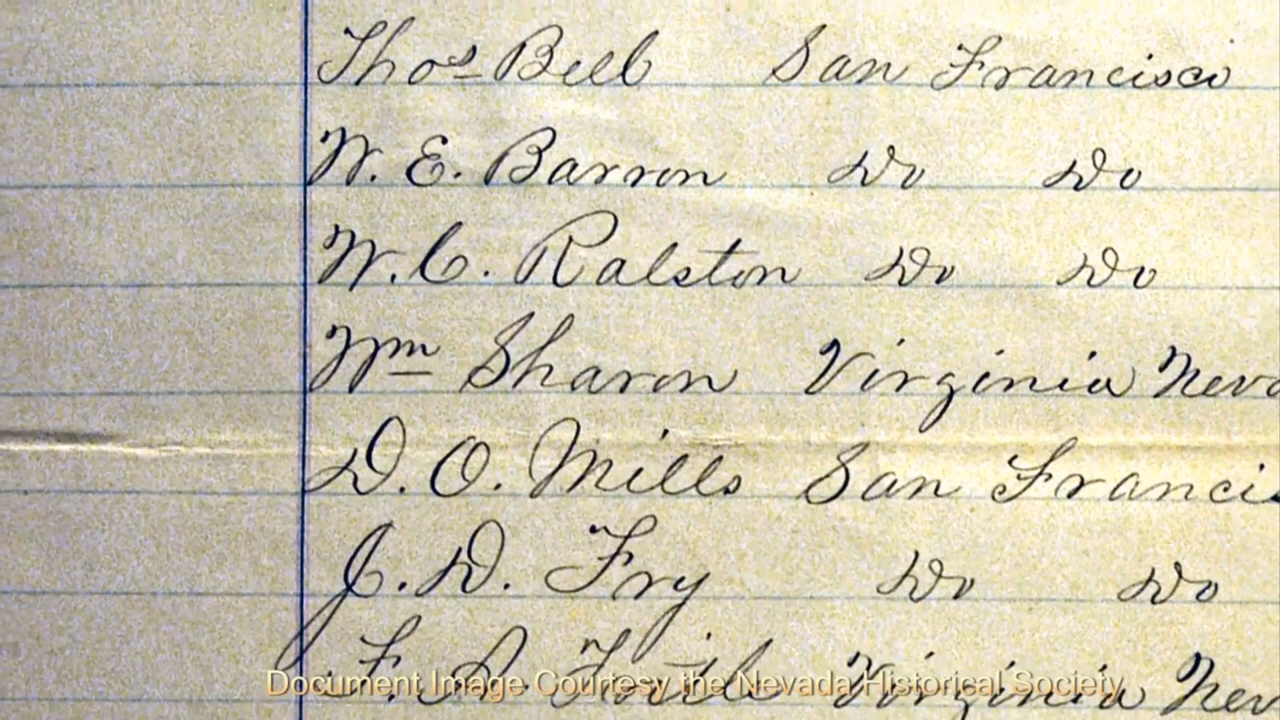 Thos Bell San Francisco
W. E. Barron Do Do
W. C. Ralston Do Do
Wm Sharon Virginia Neva
D. O. Mills San Francis
J. D. Fry Do Do
F. A. Virginia Nev
Document Image Courtesy the Nevada Historical Society